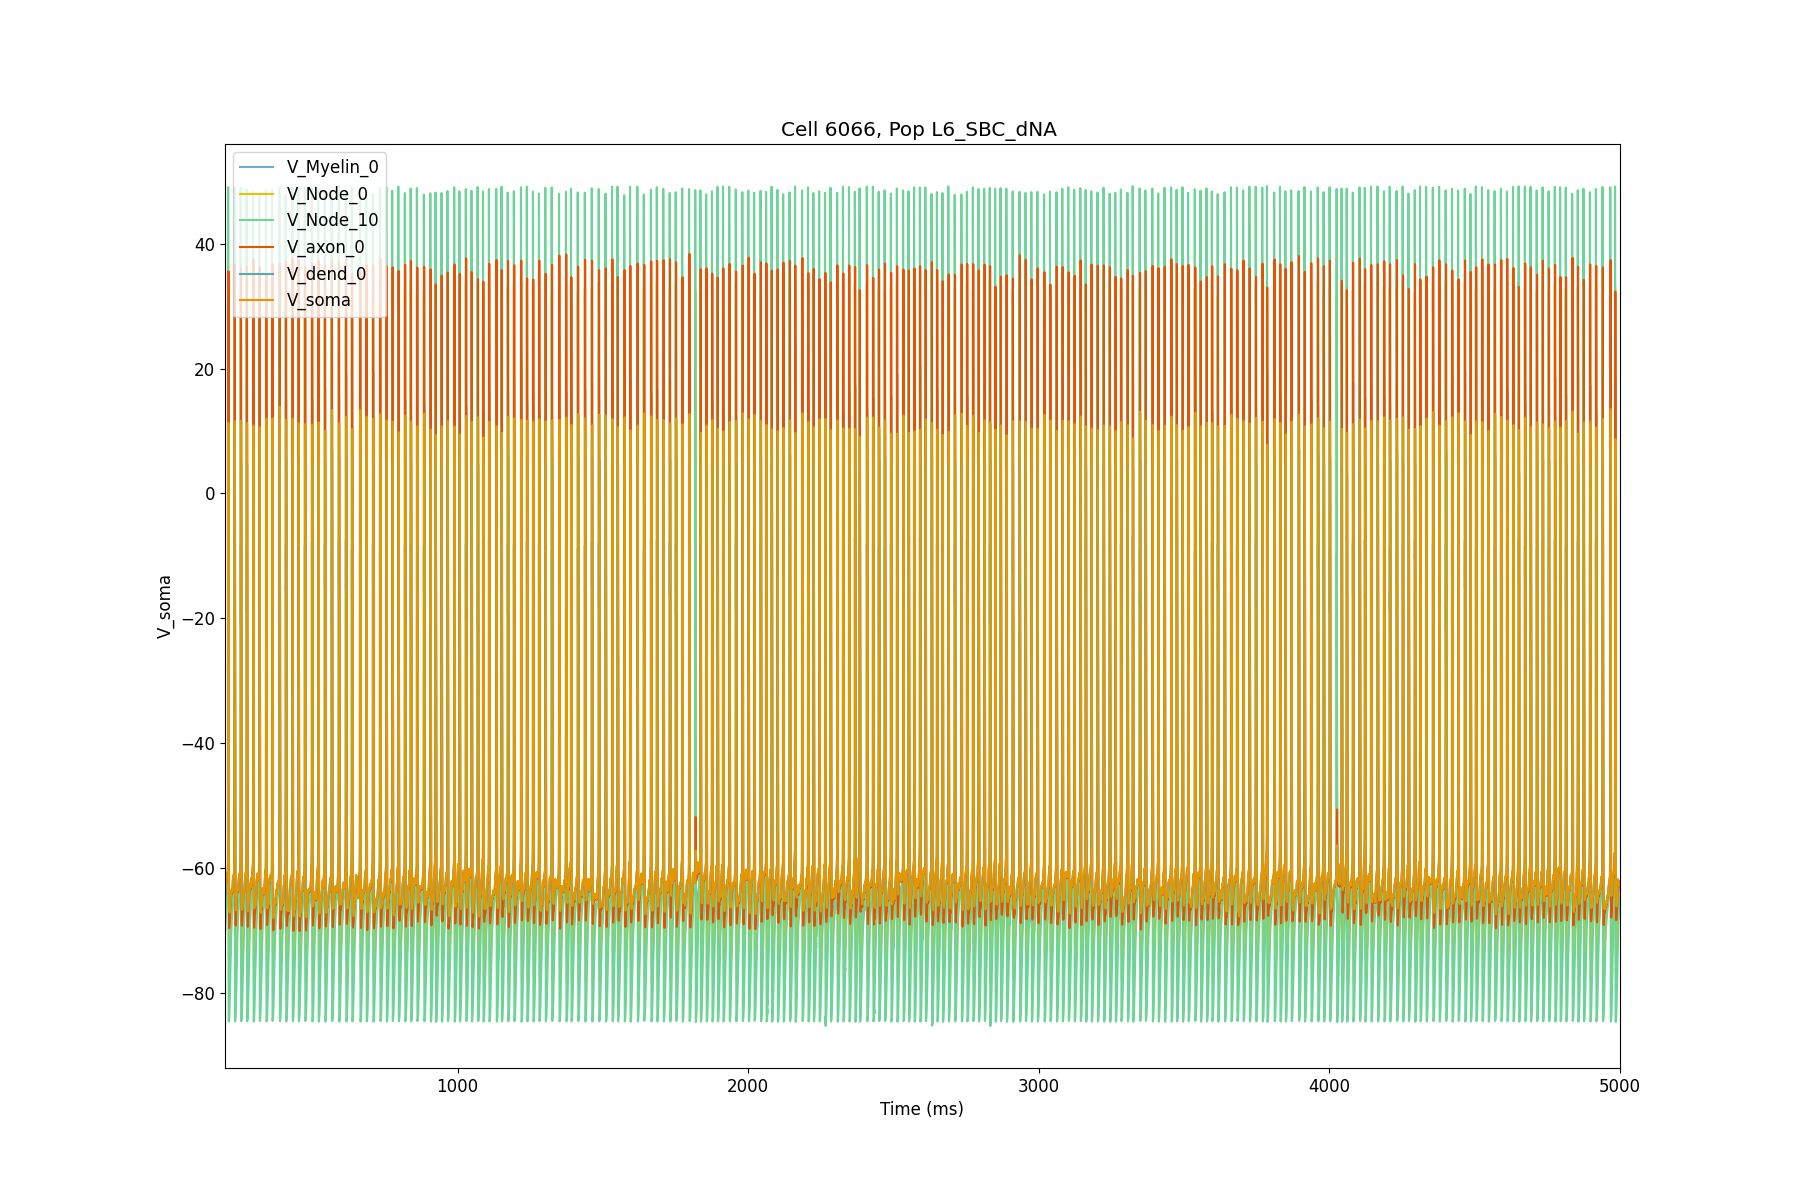 Cell 6066, Pop L6_SBC_dNA
V_Myelin_0
V_Node_0
V_Node_10
V_axon_0
V_dend_0
V_soma
40
20
0
−20
−40
−60
−80
V_soma
1000
2000
3000
4000
5000
Time (ms)